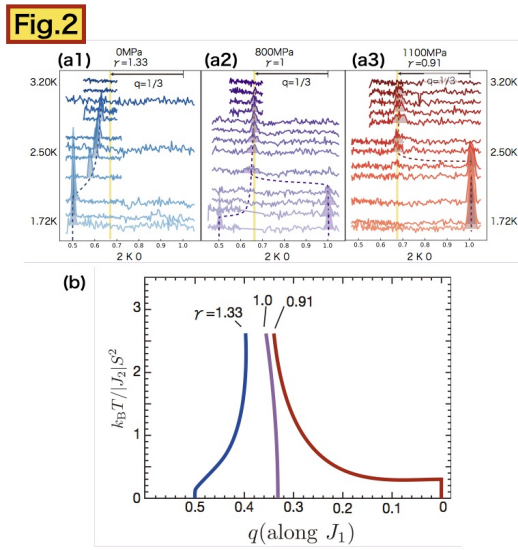 Fig.2
(a1)
0MPa
γ=1.33
q=1/3
3.20K
2.50K
1.72K
0.5 0.6 0.7 0.8 0.9 1.0
2 K 0
(a2)
800MPa
γ=1
q=1/3
0.5 0.6 0.7 0.8 0.9 1.0
2 K 0
(a3)
1100MPa
γ=0.91
q=1/3
3.20K
2.50K
1.72K
0.5 0.6 0.7 0.8 0.9 1.0
2 K 0
(b)
γ=1.33
1.0
0.91
3
2
1
0
k_BT/|J_2|S^2
0.5 0.4 0.3 0.2 0.1 0
q(along J_1)